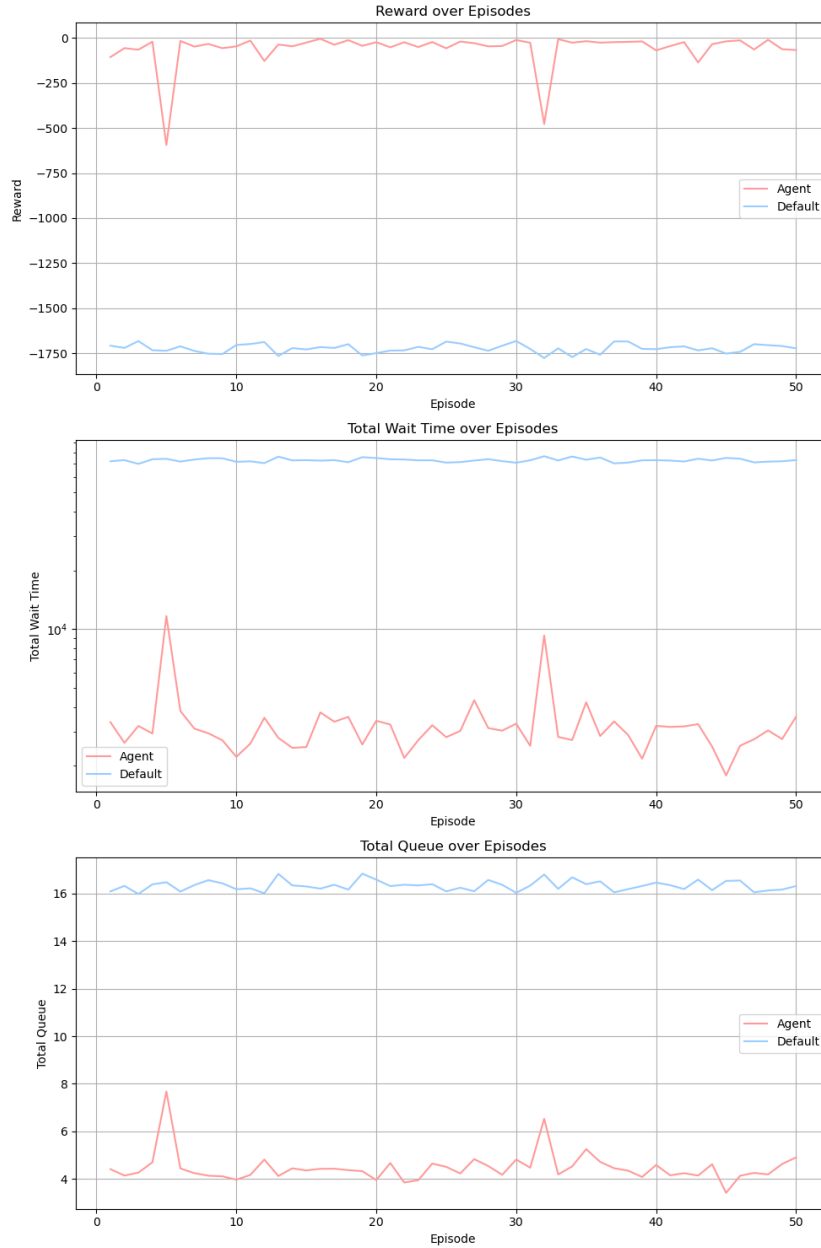 Reward over Episodes
0
−250
−500
−750
−1000
−1250
−1500
−1750
Reward
Agent
Default
0 10 20 30 40 50
Episode
Total Wait Time over Episodes
10^4
Total Wait Time
Agent
Default
0 10 20 30 40 50
Episode
Total Queue over Episodes
16
14
12
10
8
6
4
Total Queue
Agent
Default
0 10 20 30 40 50
Episode